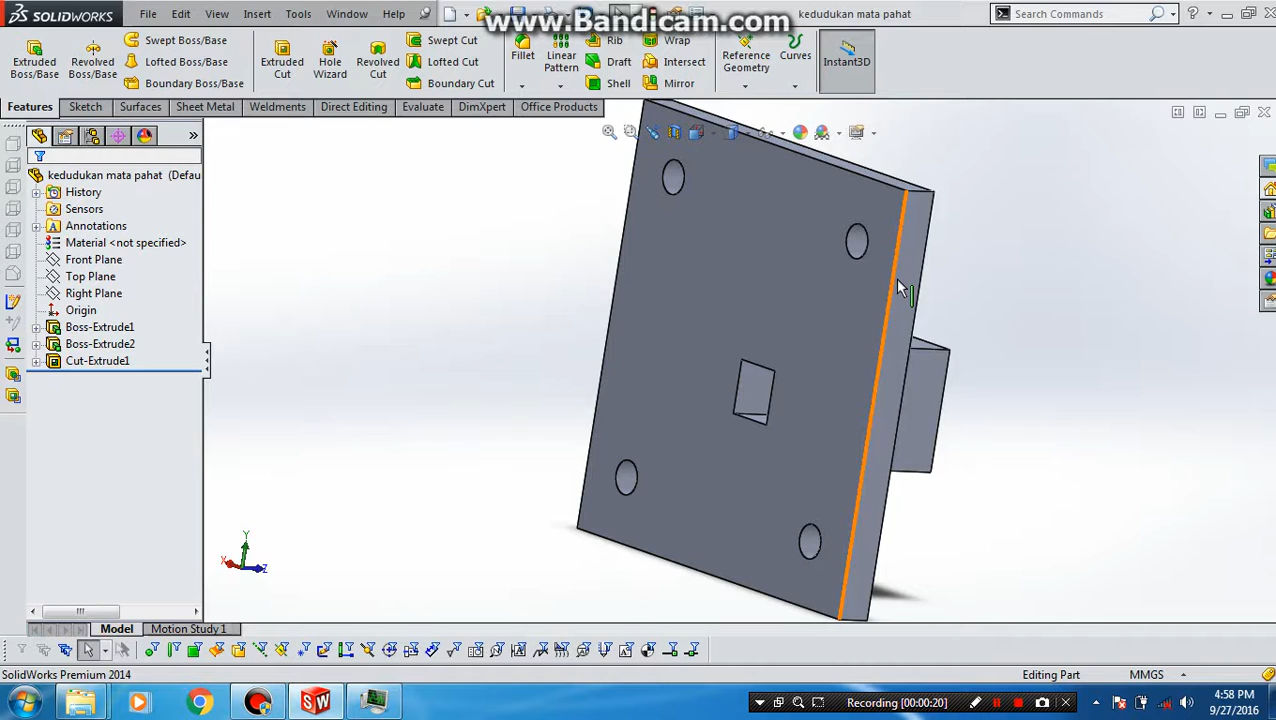 SOLIDWORKS File Edit View Insert Tools Window Help kedudukan mata pahat Search Commands
www.Bandicam.com
Extruded Boss/Base Revolved Boss/Base Swept Boss/Base Lofted Boss/Base Boundary Boss/Base Extruded Cut Hole Wizard Revolved Cut Swept Cut Lofted Cut Boundary Cut Fillet Linear Pattern Rib Draft Shell Wrap Intersect Mirror Reference Geometry Curves Instant3D
Features Sketch Surfaces Sheet Metal Weldments Direct Editing Evaluate DimXpert Office Products
kedudukan mata pahat (Defau
History
Sensors
Annotations
Material <not specified>
Front Plane
Top Plane
Right Plane
Origin
Boss-Extrude1
Boss-Extrude2
Cut-Extrude1
Y
X
Z
Model Motion Study 1
SolidWorks Premium 2014 Editing Part MMGS
Recording [00:00:20] 4:58 PM
9/27/2016